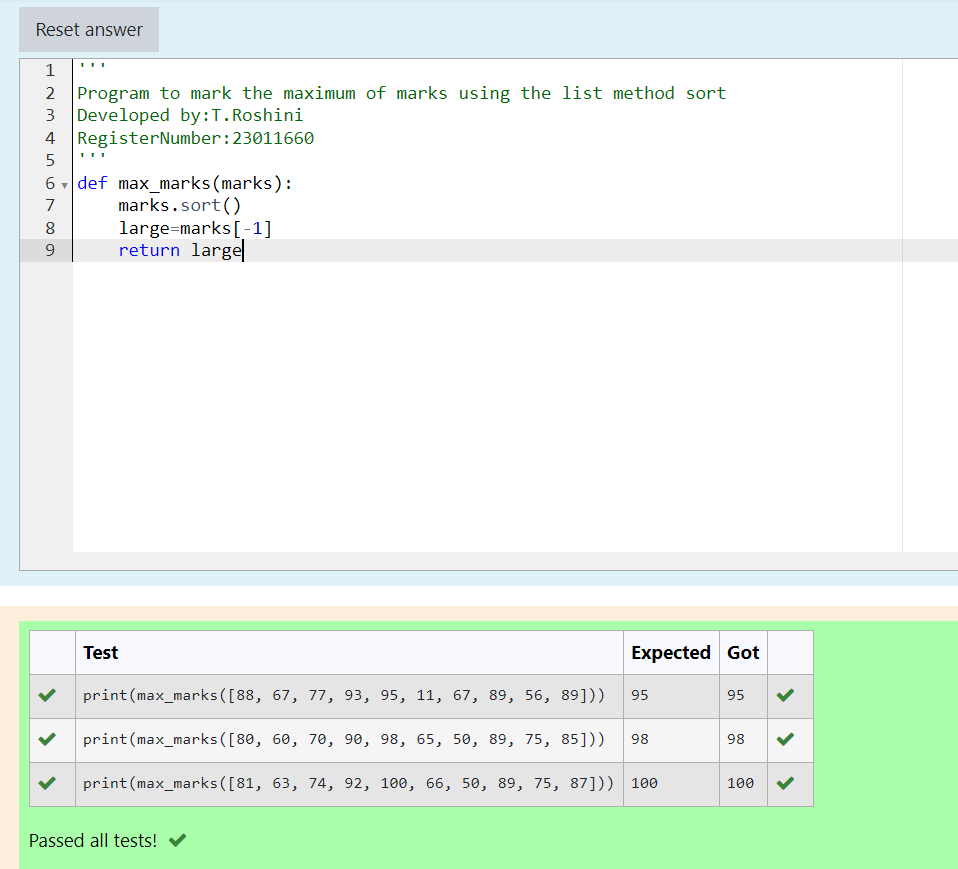 Reset answer
1 '''
2 Program to mark the maximum of marks using the list method sort
3 Developed by:T.Roshini
4 RegisterNumber:23011660
5 '''
6 def max_marks(marks):
7     marks.sort()
8     large=marks[-1]
9     return large
Test Expected Got
print(max_marks([88, 67, 77, 93, 95, 11, 67, 89, 56, 89])) 95 95
print(max_marks([80, 60, 70, 90, 98, 65, 50, 89, 75, 85])) 98 98
print(max_marks([81, 63, 74, 92, 100, 66, 50, 89, 75, 87])) 100 100
Passed all tests!